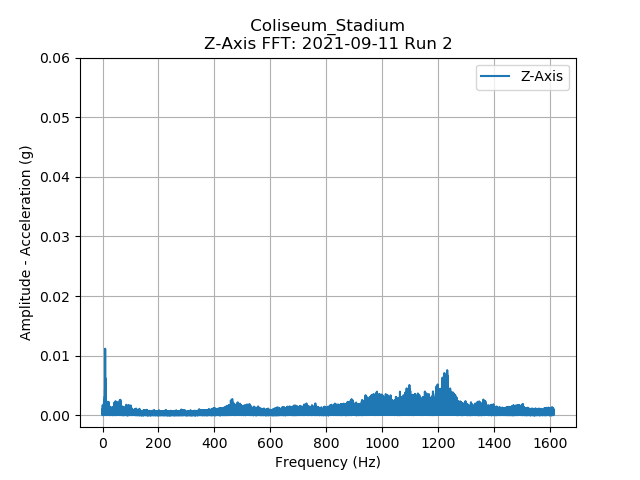 Coliseum_Stadium
Z-Axis FFT: 2021-09-11 Run 2
Z-Axis
0.06
0.05
0.04
0.03
0.02
0.01
0.00
Amplitude - Acceleration (g)
0 200 400 600 800 1000 1200 1400 1600
Frequency (Hz)